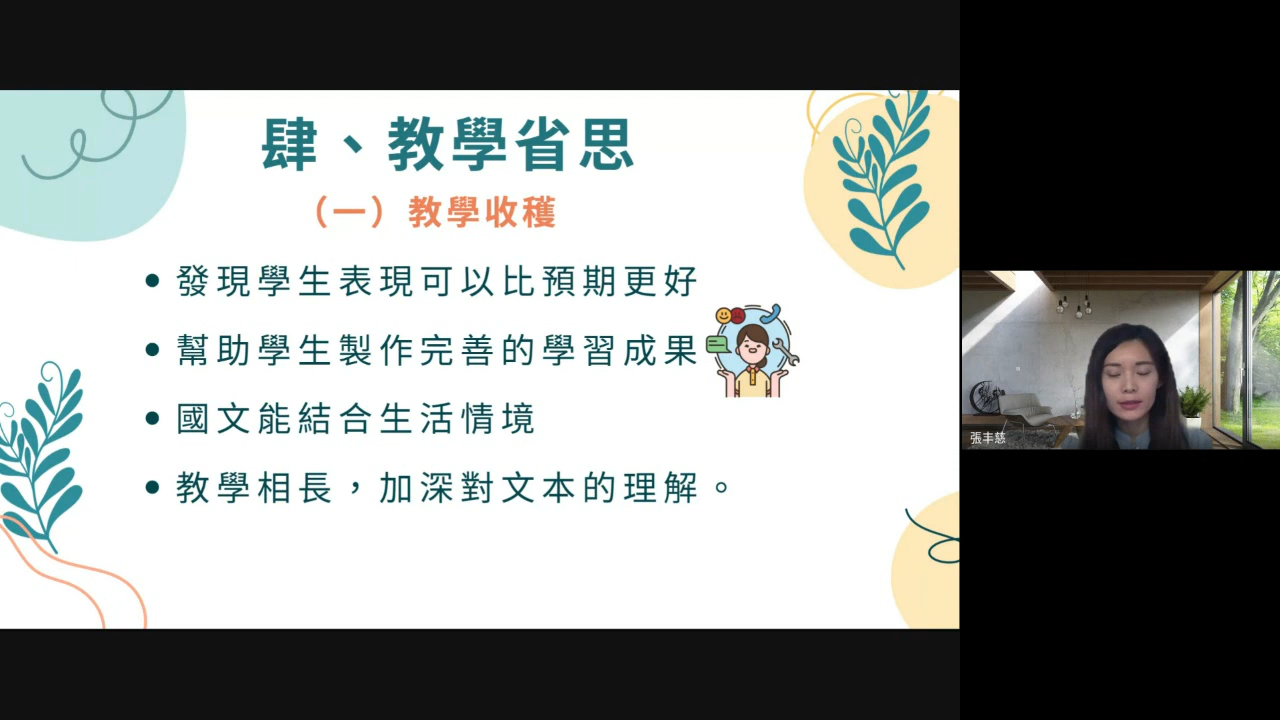 肆、教學省思
（一）教學收穫
• 發現學生表現可以比預期更好
• 幫助學生製作完善的學習成果
• 國文能結合生活情境
• 教學相長，加深對文本的理解。
張丰慈